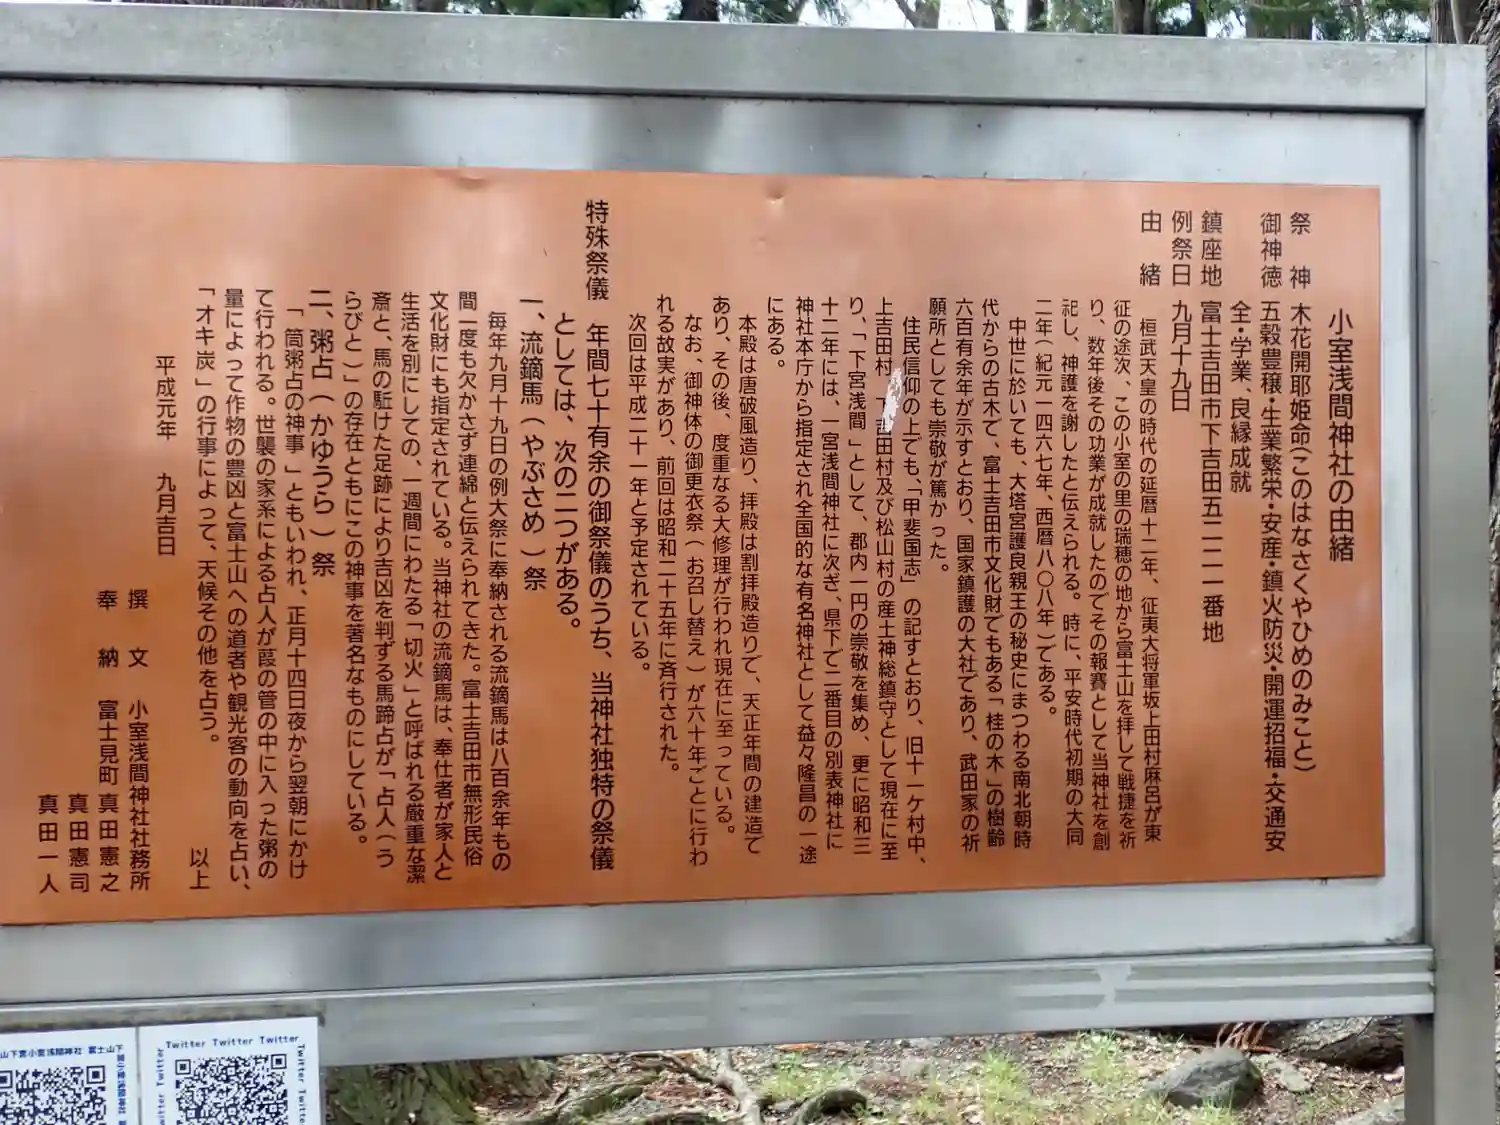 小室浅間神社の由緒
祭神 木花開耶姫命(このはなさくやひめのみこと)
御神徳 五穀豊穣・生業繁栄・安産・鎮火防災・開運招福・交通安
全・学業、良縁成就
鎮座地 富士吉田市下吉田五二二一番地
例祭日 九月十九日
由緒 桓武天皇の時代の延暦十二年、征夷大将軍坂上田村麻呂が東
征の途次、この小室の里の瑞穂の地から富士山を拝して戦捷を祈
り、数年後その功業が成就したのでその報賽として当神社を創
祀し、神護を謝したと伝えられる。時に、平安時代初期の大同
二年(紀元一四六七年、西暦八〇八年)である。
中世に於いても、大塔宮護良親王の秘史にまつわる南北朝時
代からの古木で、富士吉田市文化財でもある「桂の木」の樹齢
六百有余年が示すとおり、国家鎮護の大社であり、武田家の祈
願所としても崇敬が篤かった。
住民信仰の上でも、「甲斐国志」の記すとおり、旧十一ケ村中、
上吉田村、下吉田村及び松山村の産土神総鎮守として現在に至
り、「下宮浅間」として、郡内一円の崇敬を集め、更に昭和三
十二年には、一宮浅間神社に次ぎ、県下で二番目の別表神社に
神社本庁から指定され全国的な有名神社として益々隆昌の一途
にある。
本殿は唐破風造り、拝殿は割拝殿造りで、天正年間の建造で
あり、その後、度重なる大修理が行われ現在に至っている。
なお、御神体の御更衣祭(お召し替え)が六十年ごとに行わ
れる故実があり、前回は昭和二十五年に斉行された。
次回は平成二十一年と予定されている。
特殊祭儀 年間七十有余の御祭儀のうち、当神社独特の祭儀
としては、次の二つがある。
一、流鏑馬(やぶさめ)祭
毎年九月十九日の例大祭に奉納される流鏑馬は八百余年もの
間一度も欠かさず連綿と伝えられてきた。富士吉田市無形民俗
文化財にも指定されている。当神社の流鏑馬は、奉仕者が家人と
生活を別にしての、一週間にわたる「切火」と呼ばれる厳重な潔
斎と、馬の駈けた足跡により吉凶を判ずる馬蹄占が「占人(う
らびと)」の存在ともにこの神事を著名なものにしている。
二、粥占(かゆうら)祭
「筒粥占の神事」ともいわれ、正月十四日夜から翌朝にかけ
て行われる。世襲の家系による占人が葭の管の中に入った粥の
量によって作物の豊凶と富士山への道者や観光客の動向を占い、
「オキ炭」の行事によって、天候その他を占う。
以上
平成元年 九月吉日
撰文 小室浅間神社社務所
奉納 富士見町 真田憲之
真田憲司
真田一人
山下宮小室浅間神社 富士山下
宮小室浅間神社
Twitter Twitter Twitter
Twitter Twitter
Twitter Twitter